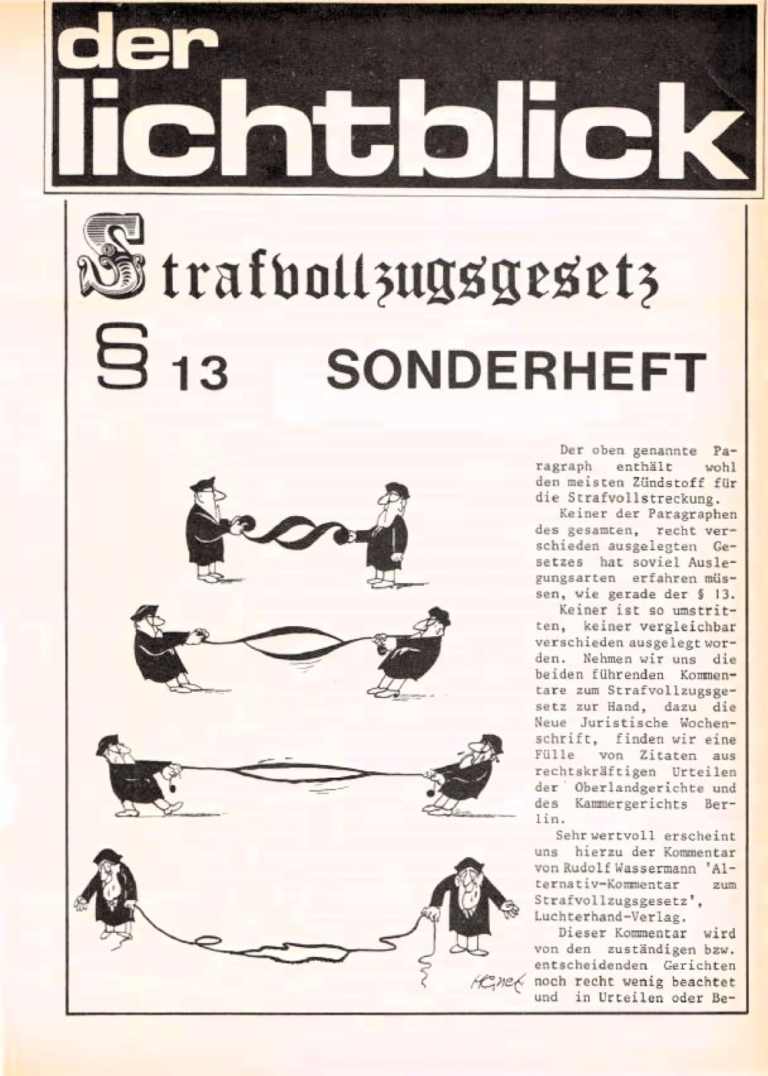 der
lichtblick
Strafvollzugsgesetz
§ 13 SONDERHEFT
Der oben genannte Pa-
ragraph enthält wohl
den meisten Zündstoff für
die Strafvollstreckung.
Keiner der Paragraphen
des gesamten, recht ver-
schieden ausgelegten Ge-
setzes hat soviel Ausle-
gungsarten erfahren müs-
sen, wie gerade der § 13.
Keiner ist so umstrit-
ten, keiner vergleichbar
verschieden ausgelegt wor-
den. Nehmen wir uns die
beiden führenden Kommen-
tare zum Strafvollzugsge-
setz zur Hand, dazu die
Neue Juristische Wochen-
schrift, finden wir eine
Fülle von Zitaten aus
rechtskräftigen Urteilen
der Oberlandgerichte und
des Kammergerichts Ber-
lin.
Sehr wertvoll erscheint
uns hierzu der Kommentar
von Rudolf Wassermann 'Al-
ternativ-Kommentar zum
Strafvollzugsgesetz',
Luchterhand-Verlag.
Dieser Kommentar wird
von den zuständigen bzw.
entscheidenden Gerichten
noch recht wenig beachtet
und in Urteilen oder Be-